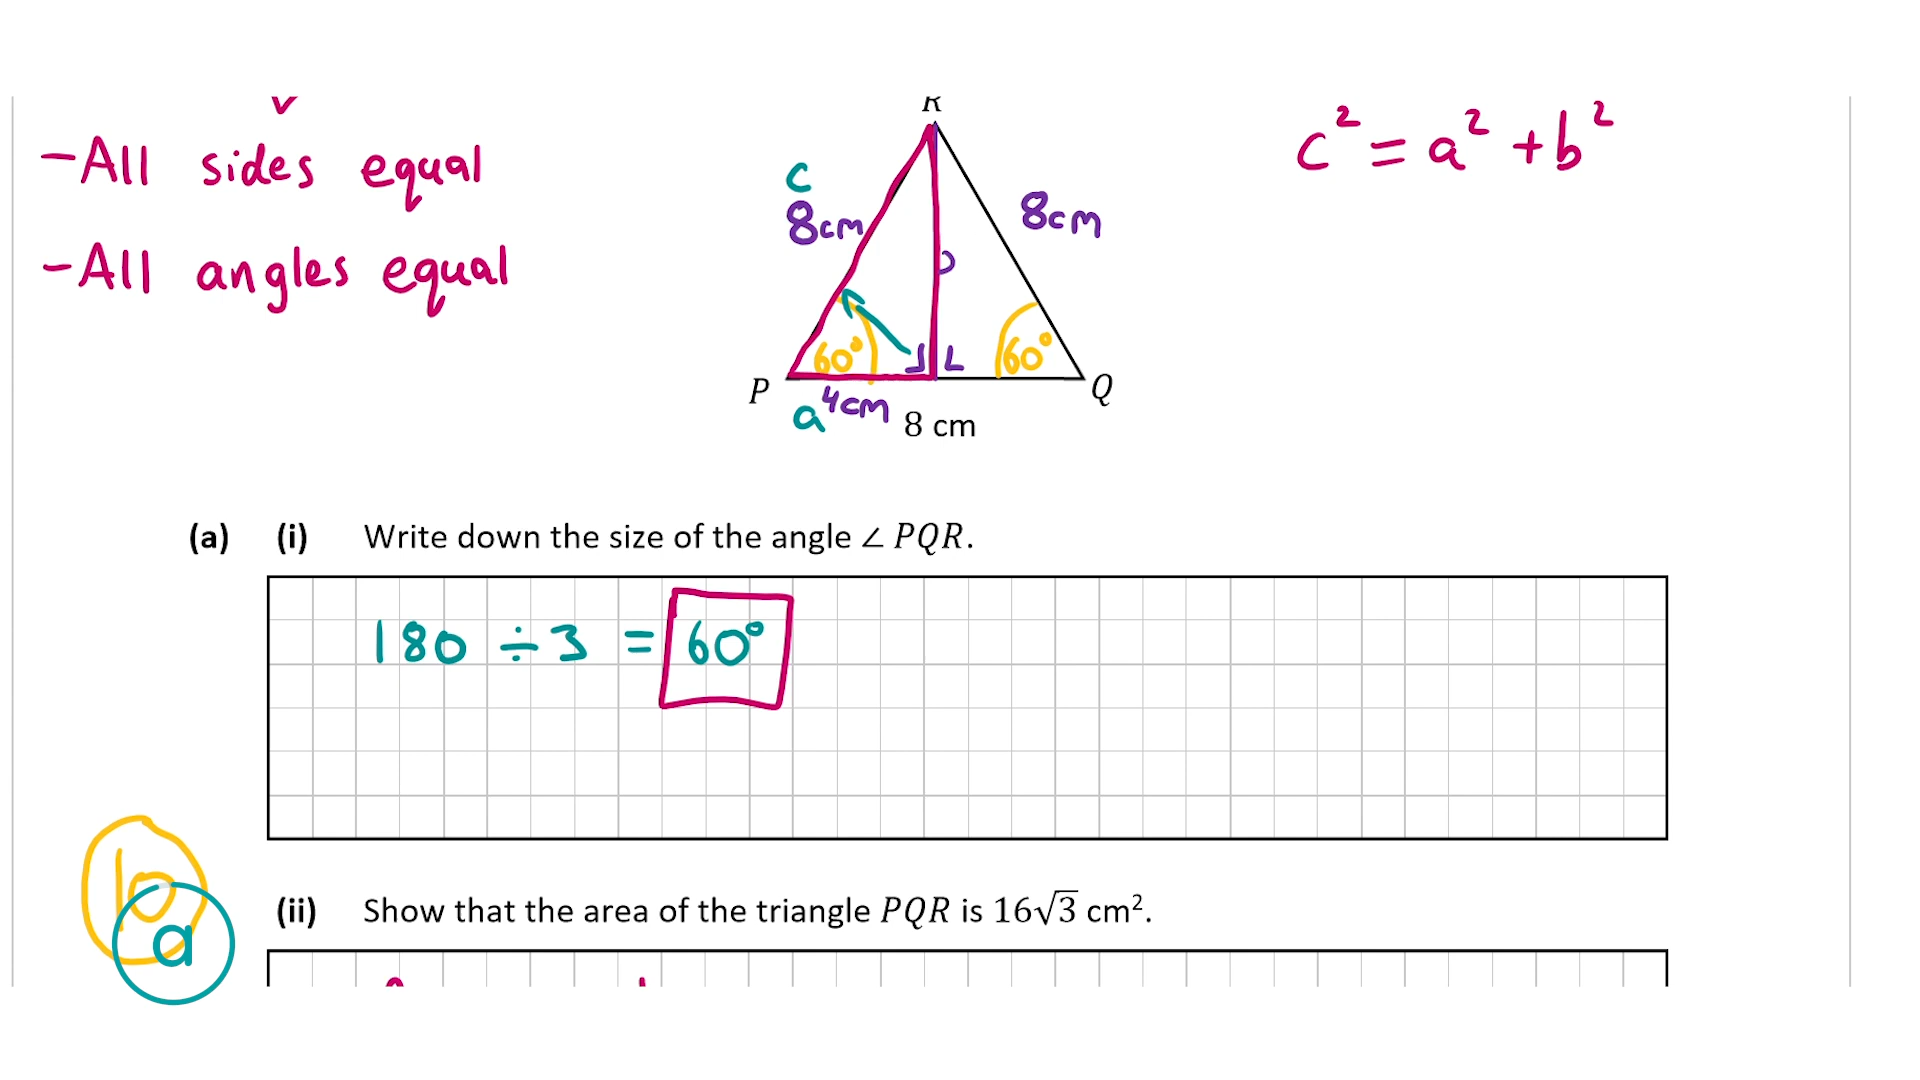 -All sides equal
-All angles equal
c² = a² + b²
c
8cm
8cm
b
60°
60°
P
Q
4cm
a
8 cm
(a) (i) Write down the size of the angle ∠ PQR.
180 ÷ 3 = 60°
b
a
(ii) Show that the area of the triangle PQR is 16√3 cm².